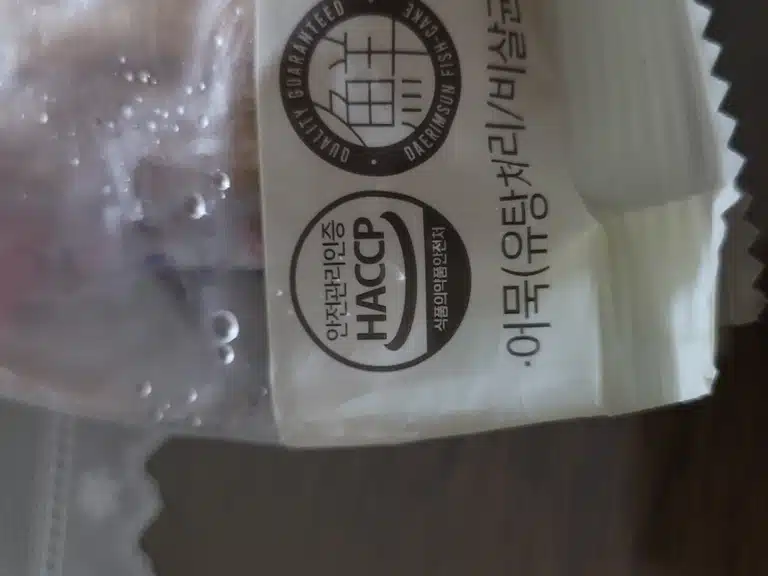 안전관리인증
HACCP
식품의약품안전처
QUALITY GUARANTEED
鮮
DAERIMSUN FISH-CAKE
·어묵(유탕처리/비살